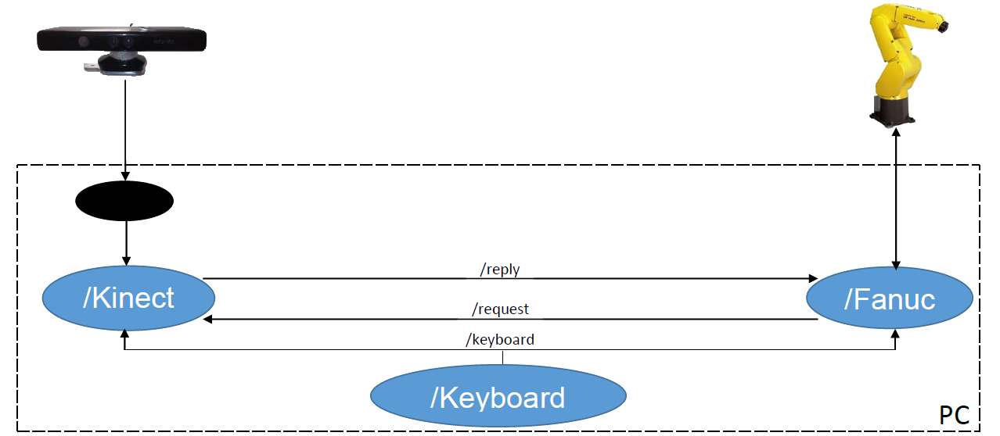 /reply
/Kinect
/Fanuc
/request
/keyboard
/Keyboard
PC